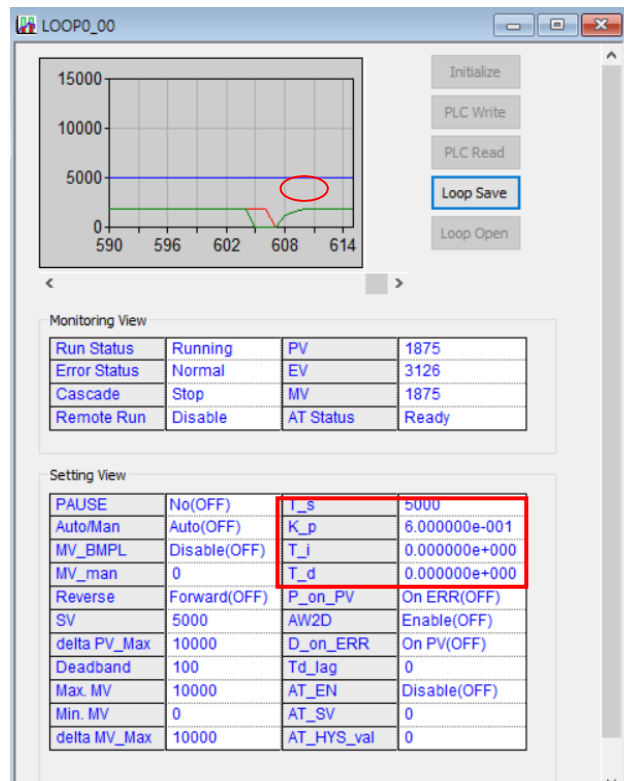 LOOP0_00
15000
10000
5000
0
590 596 602 608 614
Initialize
PLC Write
PLC Read
Loop Save
Loop Open
Monitoring View
Run Status Running PV 1875
Error Status Normal EV 3126
Cascade Stop MV 1875
Remote Run Disable AT Status Ready
Setting View
PAUSE No(OFF) T_s 5000
Auto/Man Auto(OFF) K_p 6.000000e-001
MV_BMPL Disable(OFF) T_i 0.000000e+000
MV_man 0 T_d 0.000000e+000
Reverse Forward(OFF) P_on_PV On ERR(OFF)
SV 5000 AW2D Enable(OFF)
delta PV_Max 10000 D_on_ERR On PV(OFF)
Deadband 100 Td_lag 0
Max. MV 10000 AT_EN Disable(OFF)
Min. MV 0 AT_SV 0
delta MV_Max 10000 AT_HYS_val 0